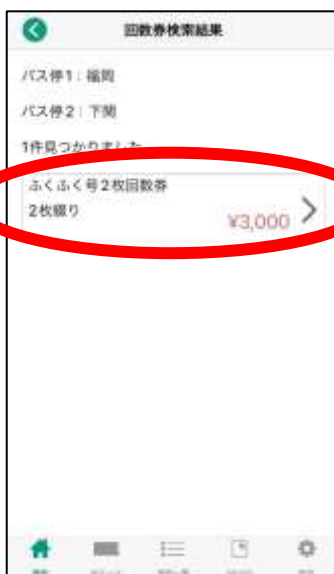 回数券検索結果
バス停1：福岡
バス停2：下関
1件見つかりました
ふくふく号2枚回数券
2枚綴り
¥3,000